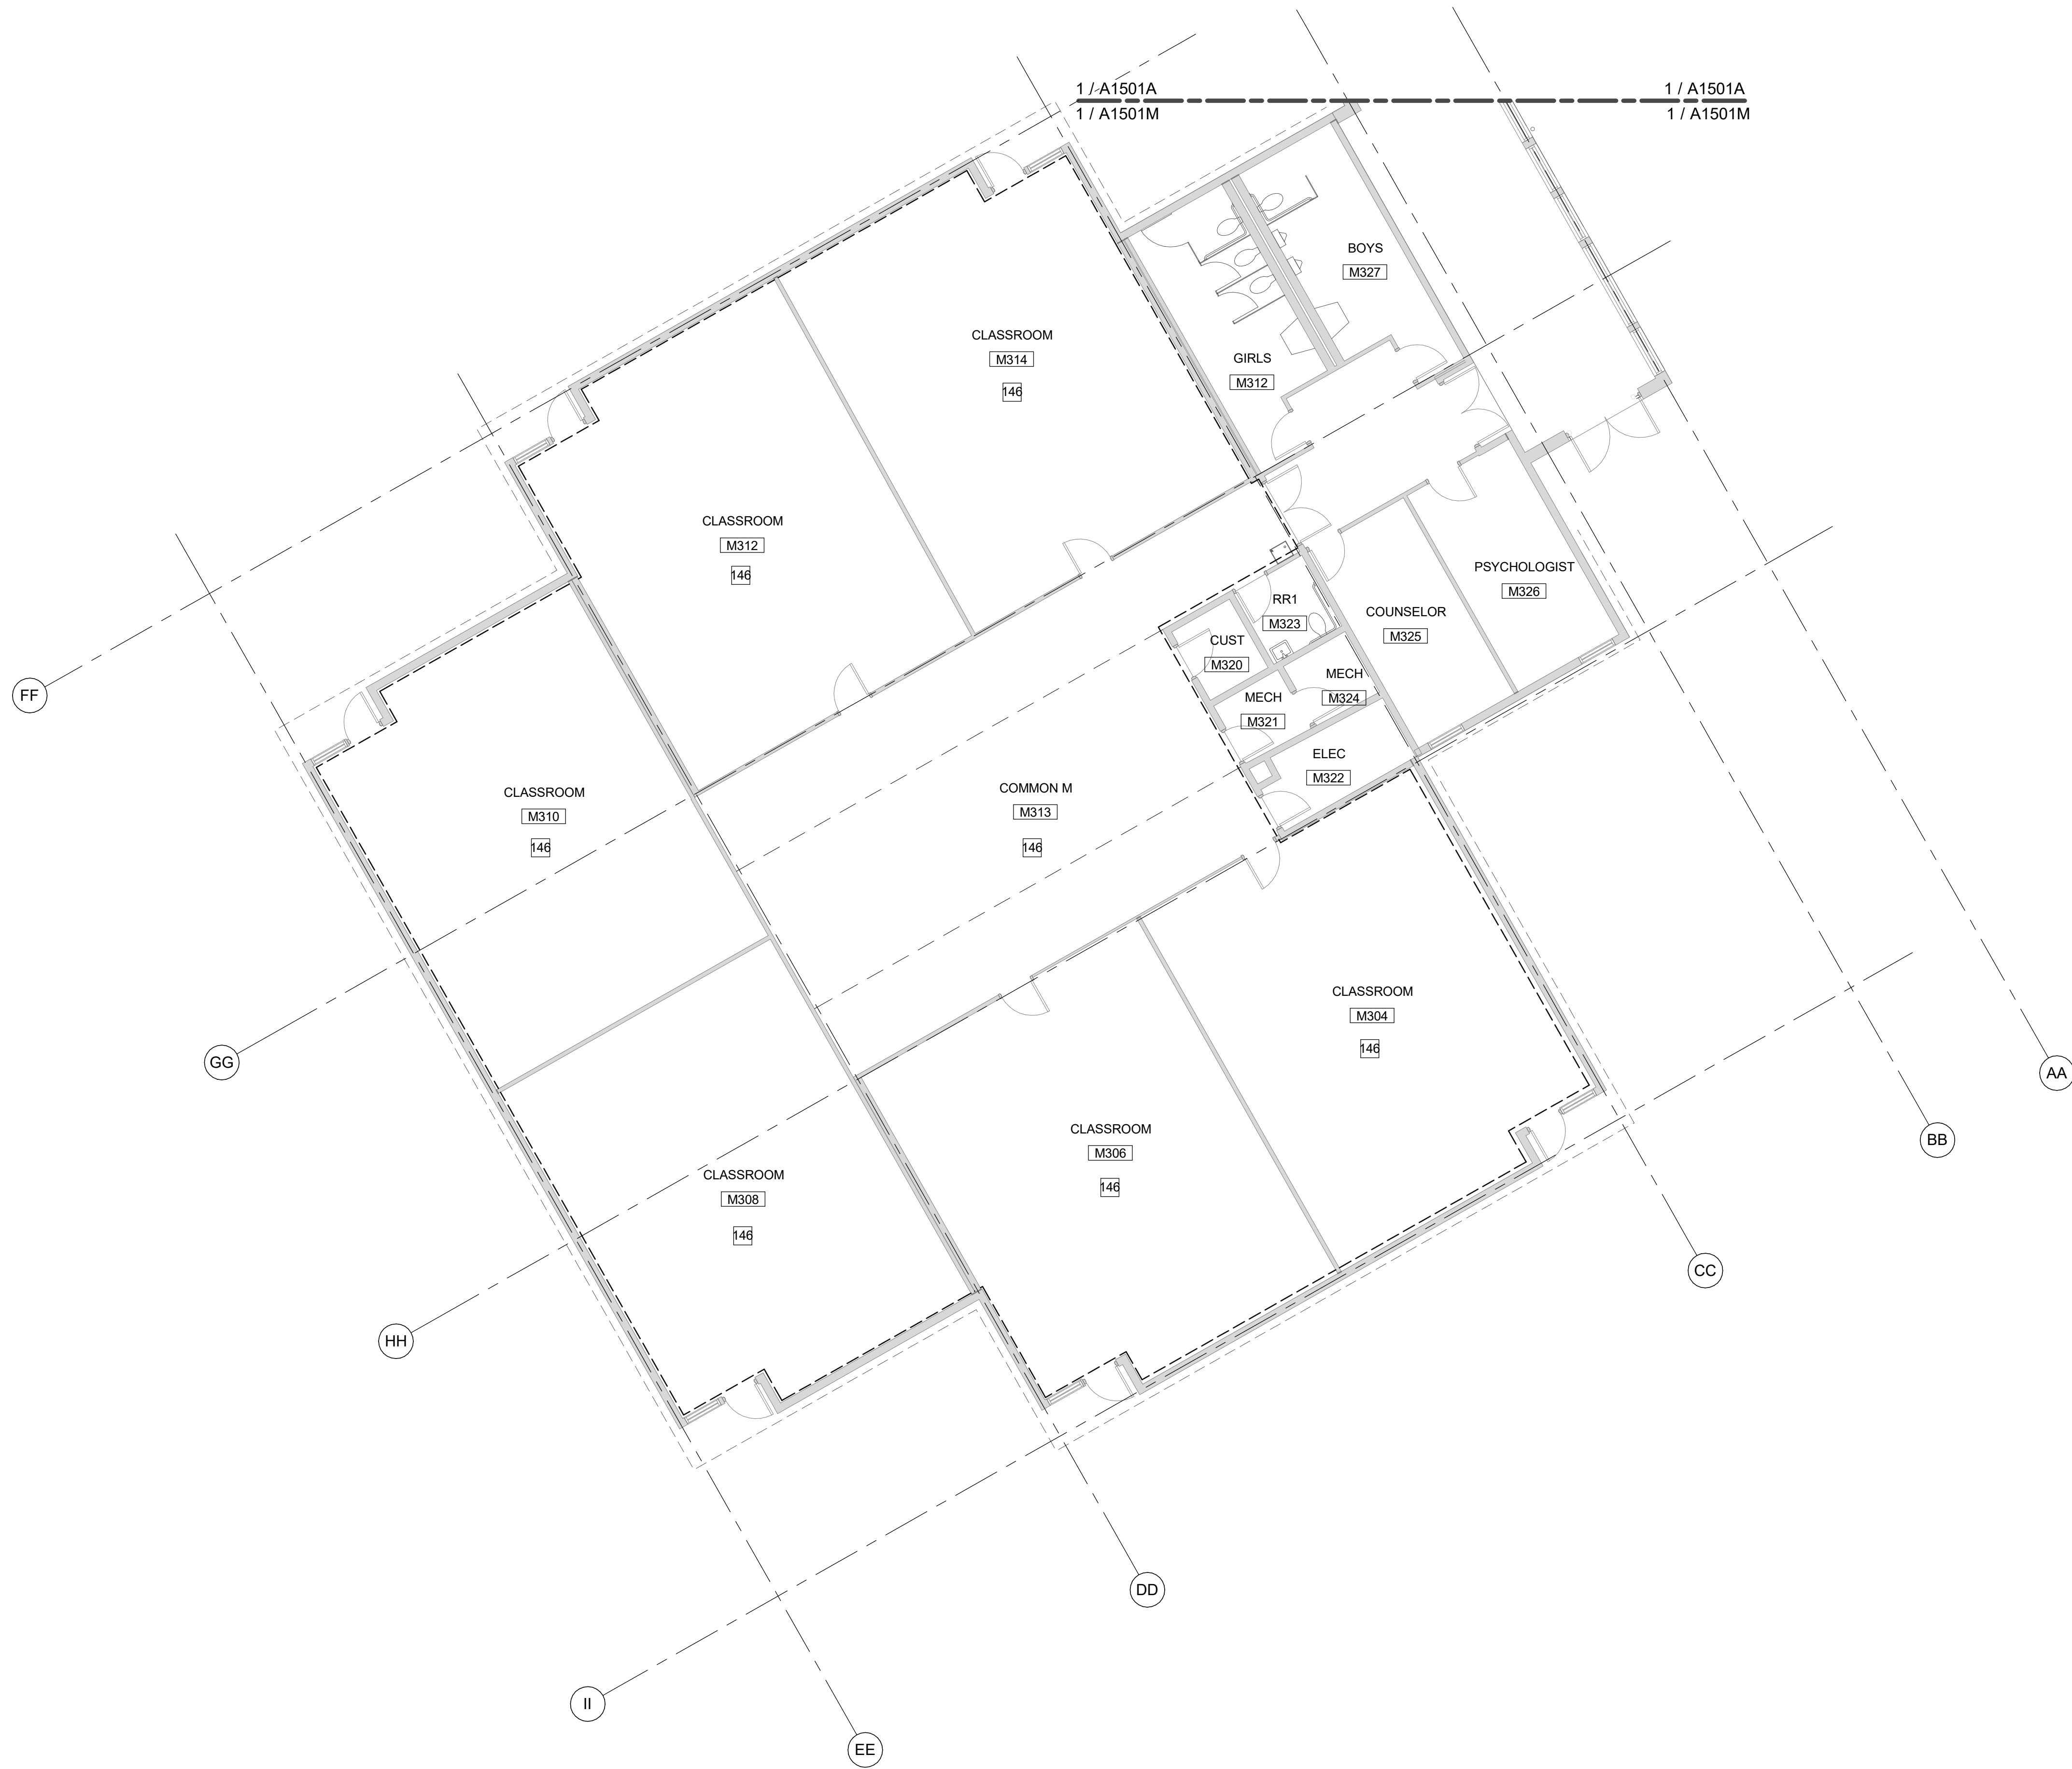 1 / A1501A
1 / A1501A
1 / A1501M
1 / A1501M
BOYS
M327
CLASSROOM
M314
146
GIRLS
M312
CLASSROOM
M312
146
PSYCHOLOGIST
M326
COUNSELOR
M325
RR1
M323
CUST
M320
MECH
M324
MECH
M321
ELEC
M322
FF
CLASSROOM
M310
146
COMMON M
M313
146
GG
CLASSROOM
M304
146
AA
BB
CLASSROOM
M306
146
CLASSROOM
M308
146
CC
HH
DD
II
EE